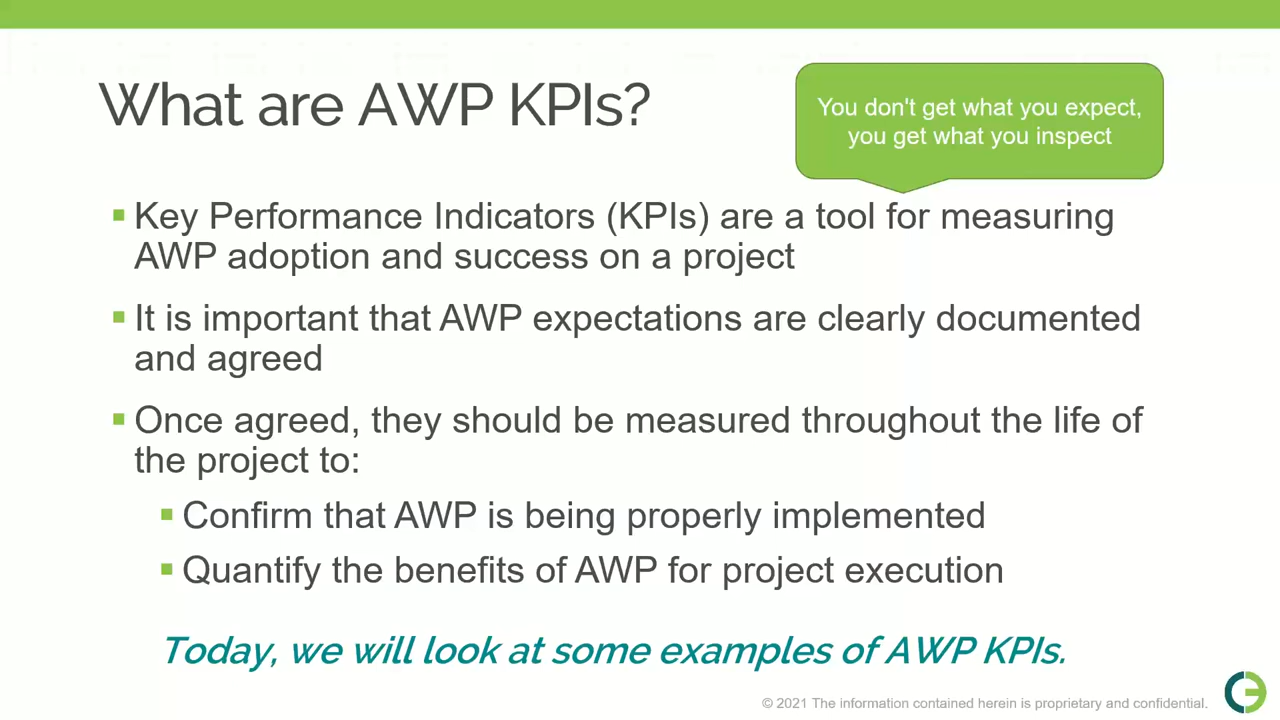 What are AWP KPIs?
You don't get what you expect,
you get what you inspect
▪ Key Performance Indicators (KPIs) are a tool for measuring
AWP adoption and success on a project
▪ It is important that AWP expectations are clearly documented
and agreed
▪ Once agreed, they should be measured throughout the life of
the project to:
▪ Confirm that AWP is being properly implemented
▪ Quantify the benefits of AWP for project execution
Today, we will look at some examples of AWP KPIs.
© 2021 The information contained herein is proprietary and confidential.